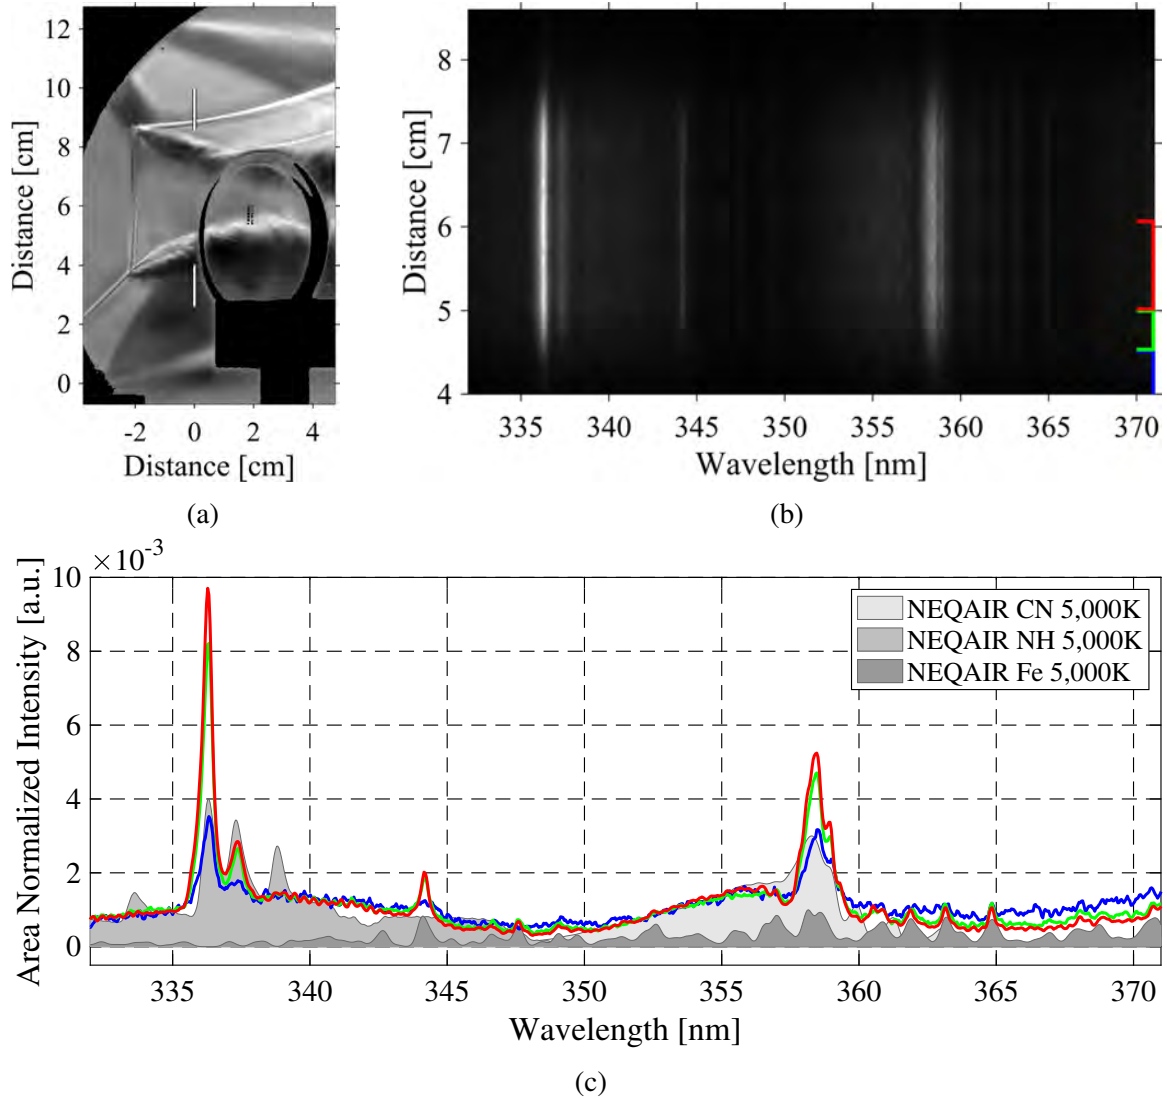 12
10
8
6
4
2
0
Distance [cm]
-2 0 2 4
Distance [cm]
(a)
8
7
6
5
4
Distance [cm]
335 340 345 350 355 360 365 370
Wavelength [nm]
(b)
×10⁻³
10
8
6
4
2
0
Area Normalized Intensity [a.u.]
NEQAIR CN 5,000K
NEQAIR NH 5,000K
NEQAIR Fe 5,000K
335 340 345 350 355 360 365 370
Wavelength [nm]
(c)